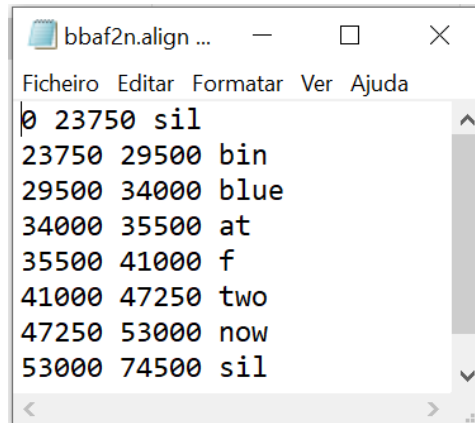 bbaf2n.align ...
Ficheiro Editar Formatar Ver Ajuda
0 23750 sil
23750 29500 bin
29500 34000 blue
34000 35500 at
35500 41000 f
41000 47250 two
47250 53000 now
53000 74500 sil